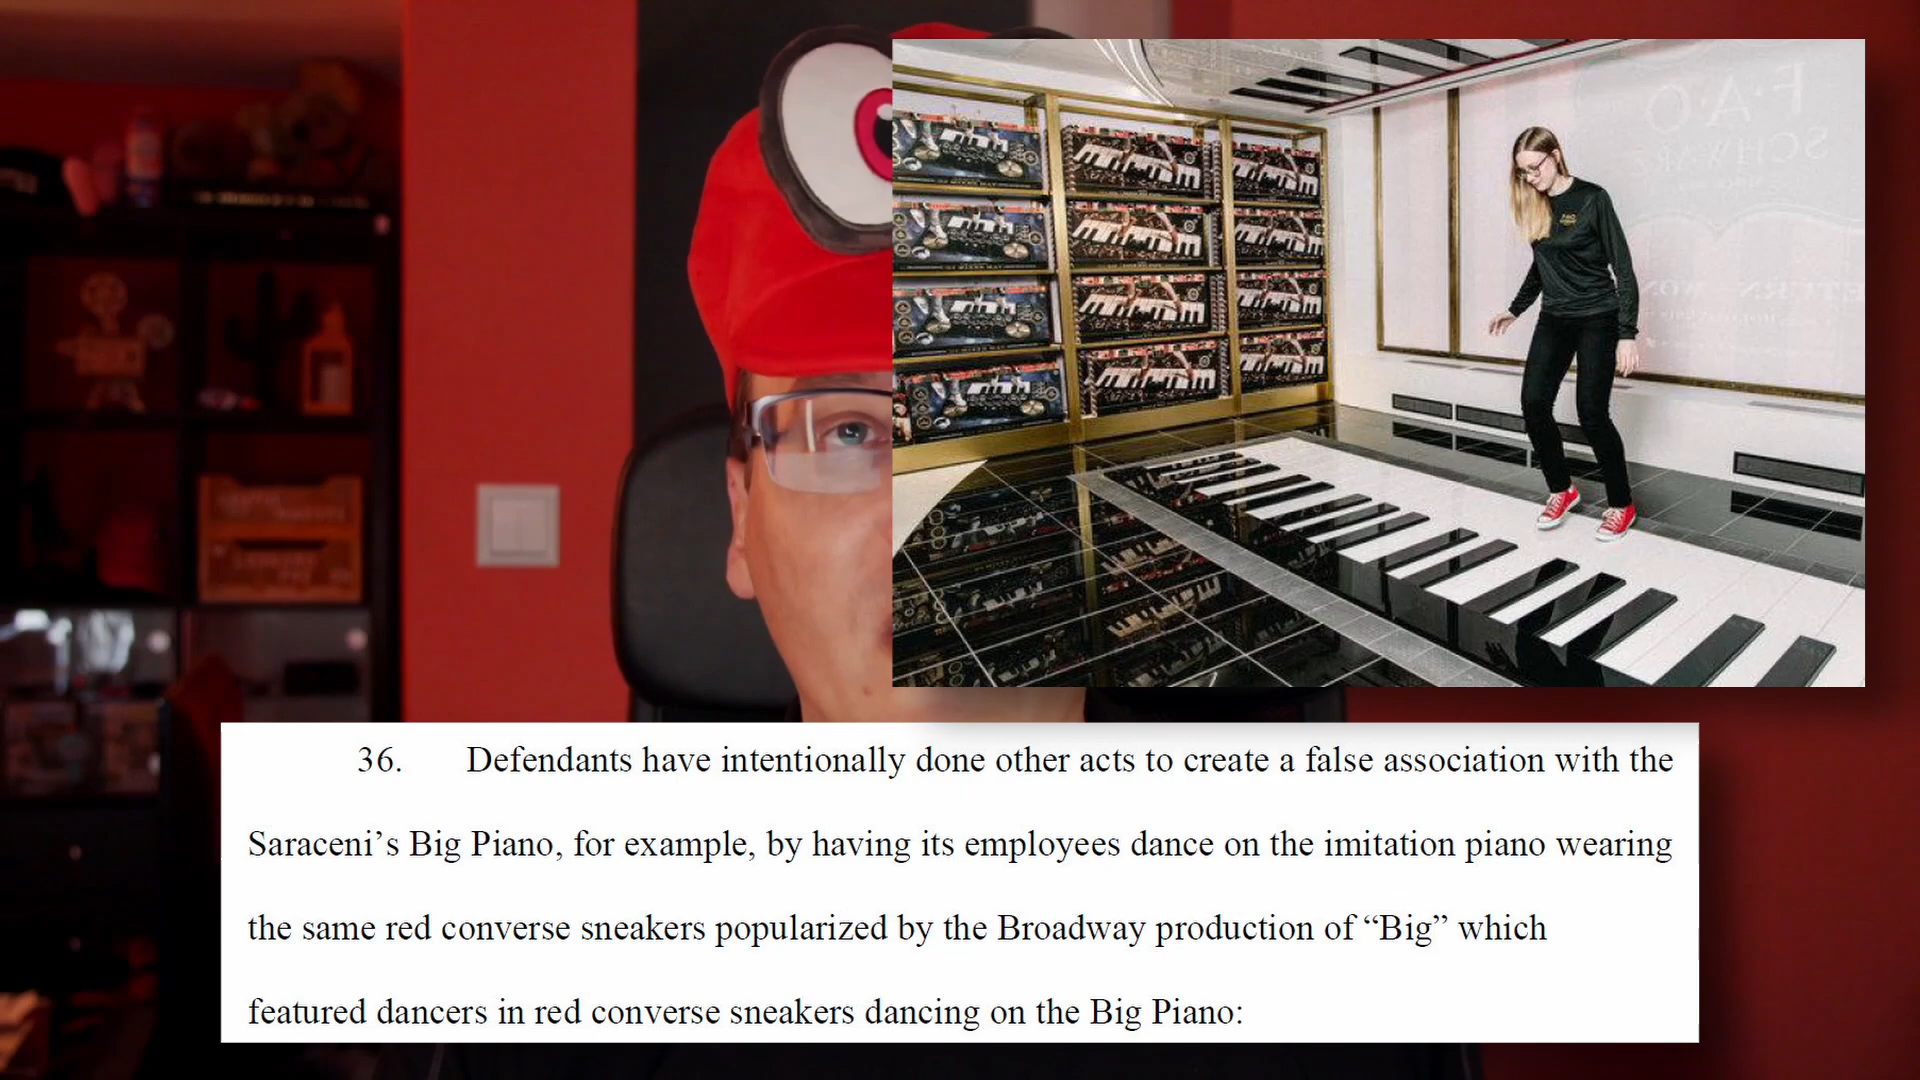 F·A·O
SCHWARZ
36. Defendants have intentionally done other acts to create a false association with the
Saraceni’s Big Piano, for example, by having its employees dance on the imitation piano wearing
the same red converse sneakers popularized by the Broadway production of “Big” which
featured dancers in red converse sneakers dancing on the Big Piano: